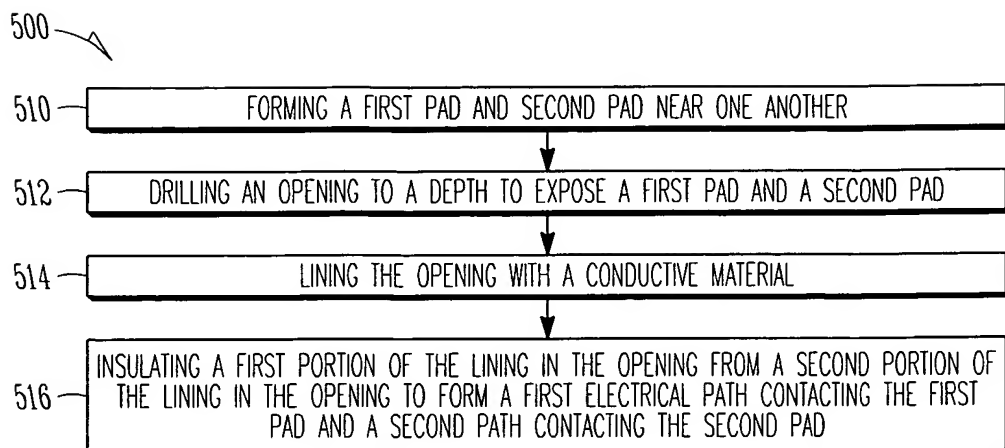 500
510
FORMING A FIRST PAD AND SECOND PAD NEAR ONE ANOTHER
512
DRILLING AN OPENING TO A DEPTH TO EXPOSE A FIRST PAD AND A SECOND PAD
514
LINING THE OPENING WITH A CONDUCTIVE MATERIAL
516
INSULATING A FIRST PORTION OF THE LINING IN THE OPENING FROM A SECOND PORTION OF
THE LINING IN THE OPENING TO FORM A FIRST ELECTRICAL PATH CONTACTING THE FIRST
PAD AND A SECOND PATH CONTACTING THE SECOND PAD